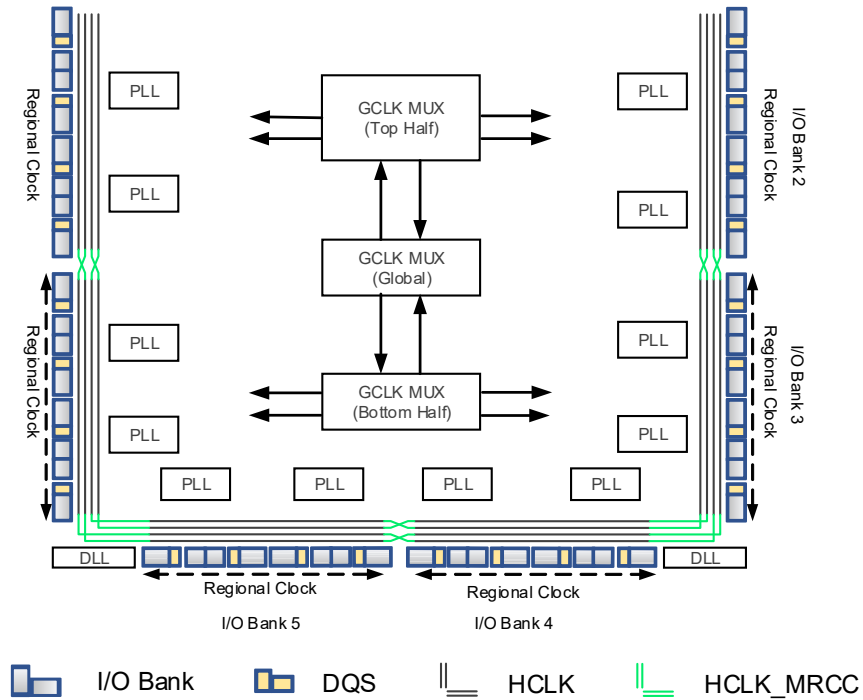 Regional Clock
PLL
GCLK MUX
(Top Half)
PLL
I/O Bank 2
Regional Clock
PLL
PLL
GCLK MUX
(Global)
Regional Clock
PLL
PLL
I/O Bank 3
Regional Clock
GCLK MUX
(Bottom Half)
PLL
PLL
PLL
PLL
PLL
PLL
DLL
DLL
Regional Clock
Regional Clock
I/O Bank 5
I/O Bank 4
I/O Bank
DQS
HCLK
HCLK_MRCC